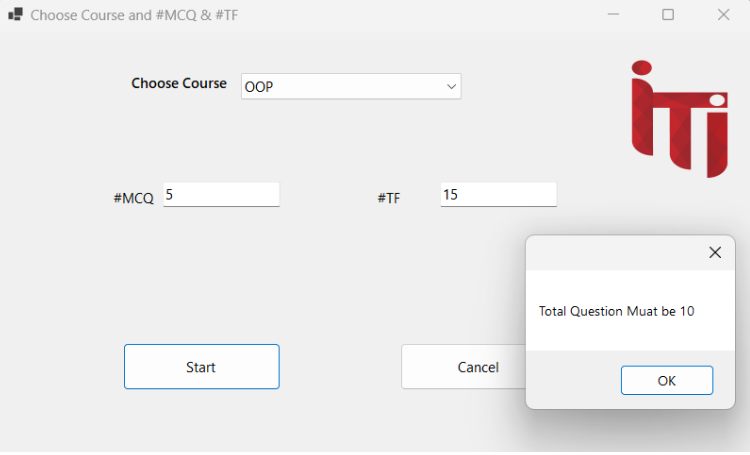 Choose Course and #MCQ & #TF
Choose Course OOP
iTi
#MCQ 5 #TF 15
Total Question Muat be 10
Start Cancel
OK